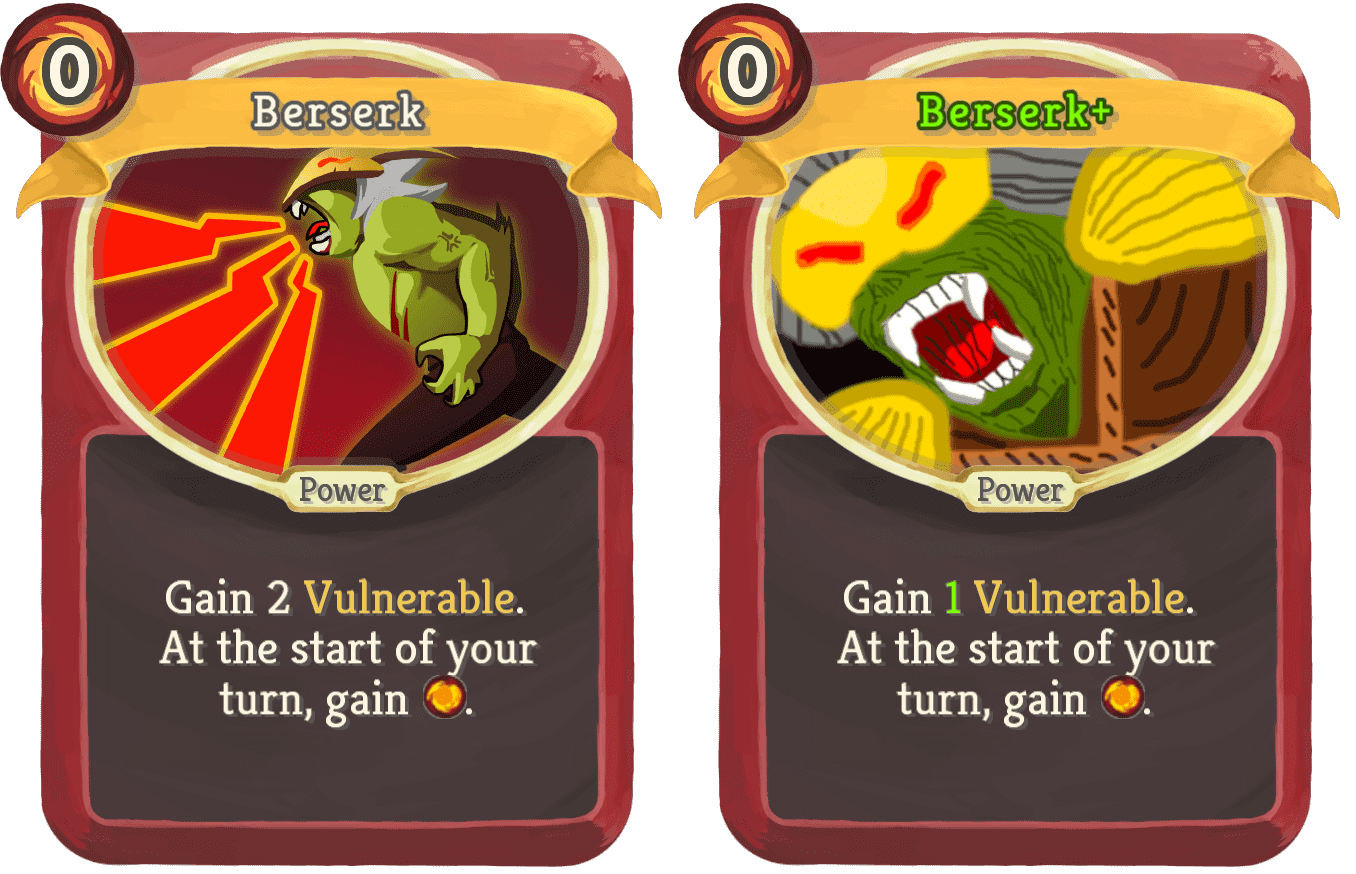 0
Berserk
Power
Gain 2 Vulnerable.
At the start of your
turn, gain .
0
Berserk+
Power
Gain 1 Vulnerable.
At the start of your
turn, gain .